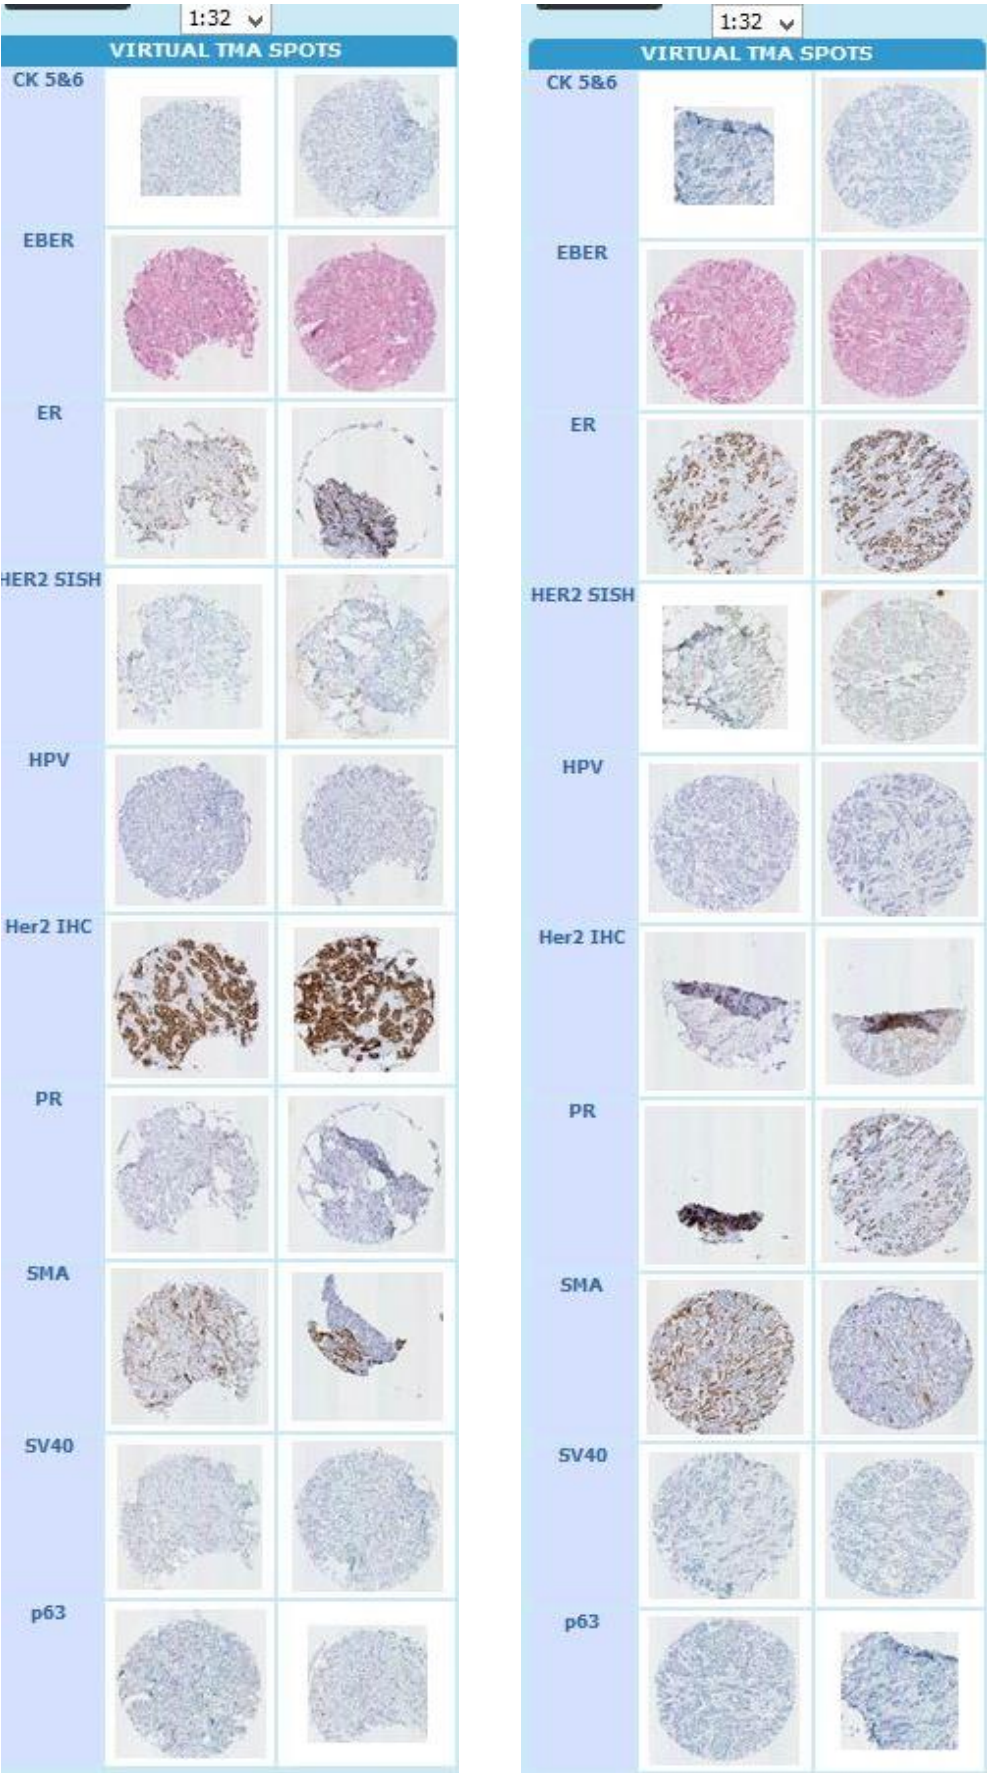 1:32
VIRTUAL TMA SPOTS
CK 5&6
EBER
ER
HER2 SISH
HPV
Her2 IHC
PR
SMA
SV40
p63
1:32
VIRTUAL TMA SPOTS
CK 5&6
EBER
ER
HER2 SISH
HPV
Her2 IHC
PR
SMA
SV40
p63